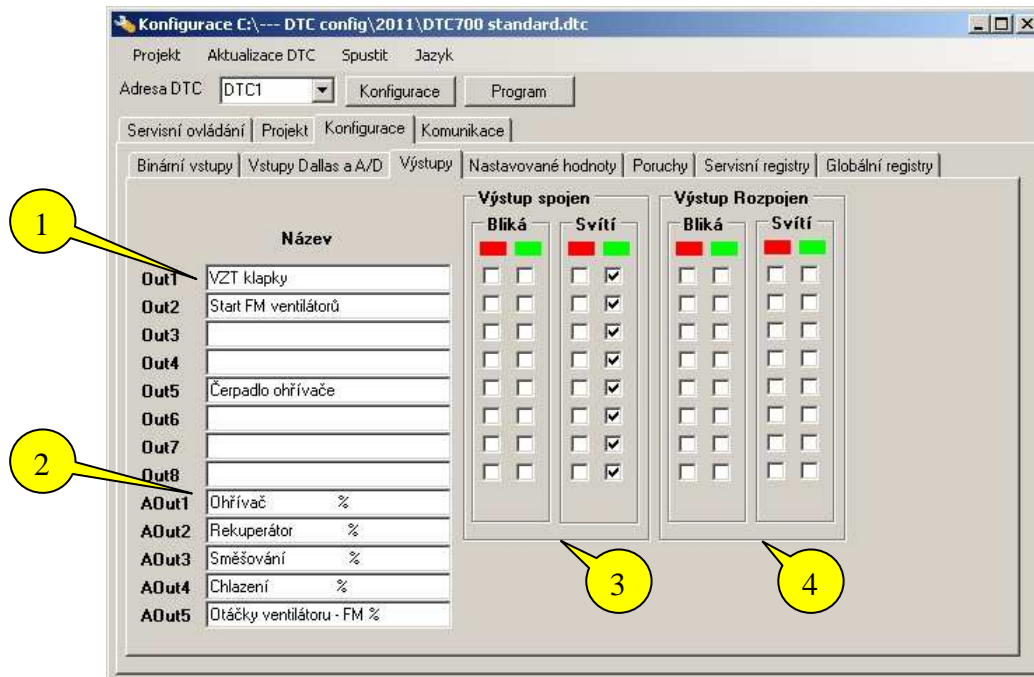 Konfigurace C:\--- DTC config\2011\DTC700 standard.dtc
Projekt Aktualizace DTC Spustit Jazyk
Adresa DTC DTC1 Konfigurace Program
Servisní ovládání Projekt Konfigurace Komunikace
Binární vstupy Vstupy Dallas a A/D Výstupy Nastavované hodnoty Poruchy Servisní registry Globální registry
Výstup spojen Výstup Rozpojen
Bliká Svítí Bliká Svítí
Název
1
Out1 VZT klapky
Out2 Start FM ventilátorů
Out3
Out4
Out5 Čerpadlo ohřívače
Out6
Out7
2
Out8
AOut1 Ohřívač %
AOut2 Rekuperátor %
AOut3 Směšování %
3 4
AOut4 Chlazení %
AOut5 Otáčky ventilátoru - FM %